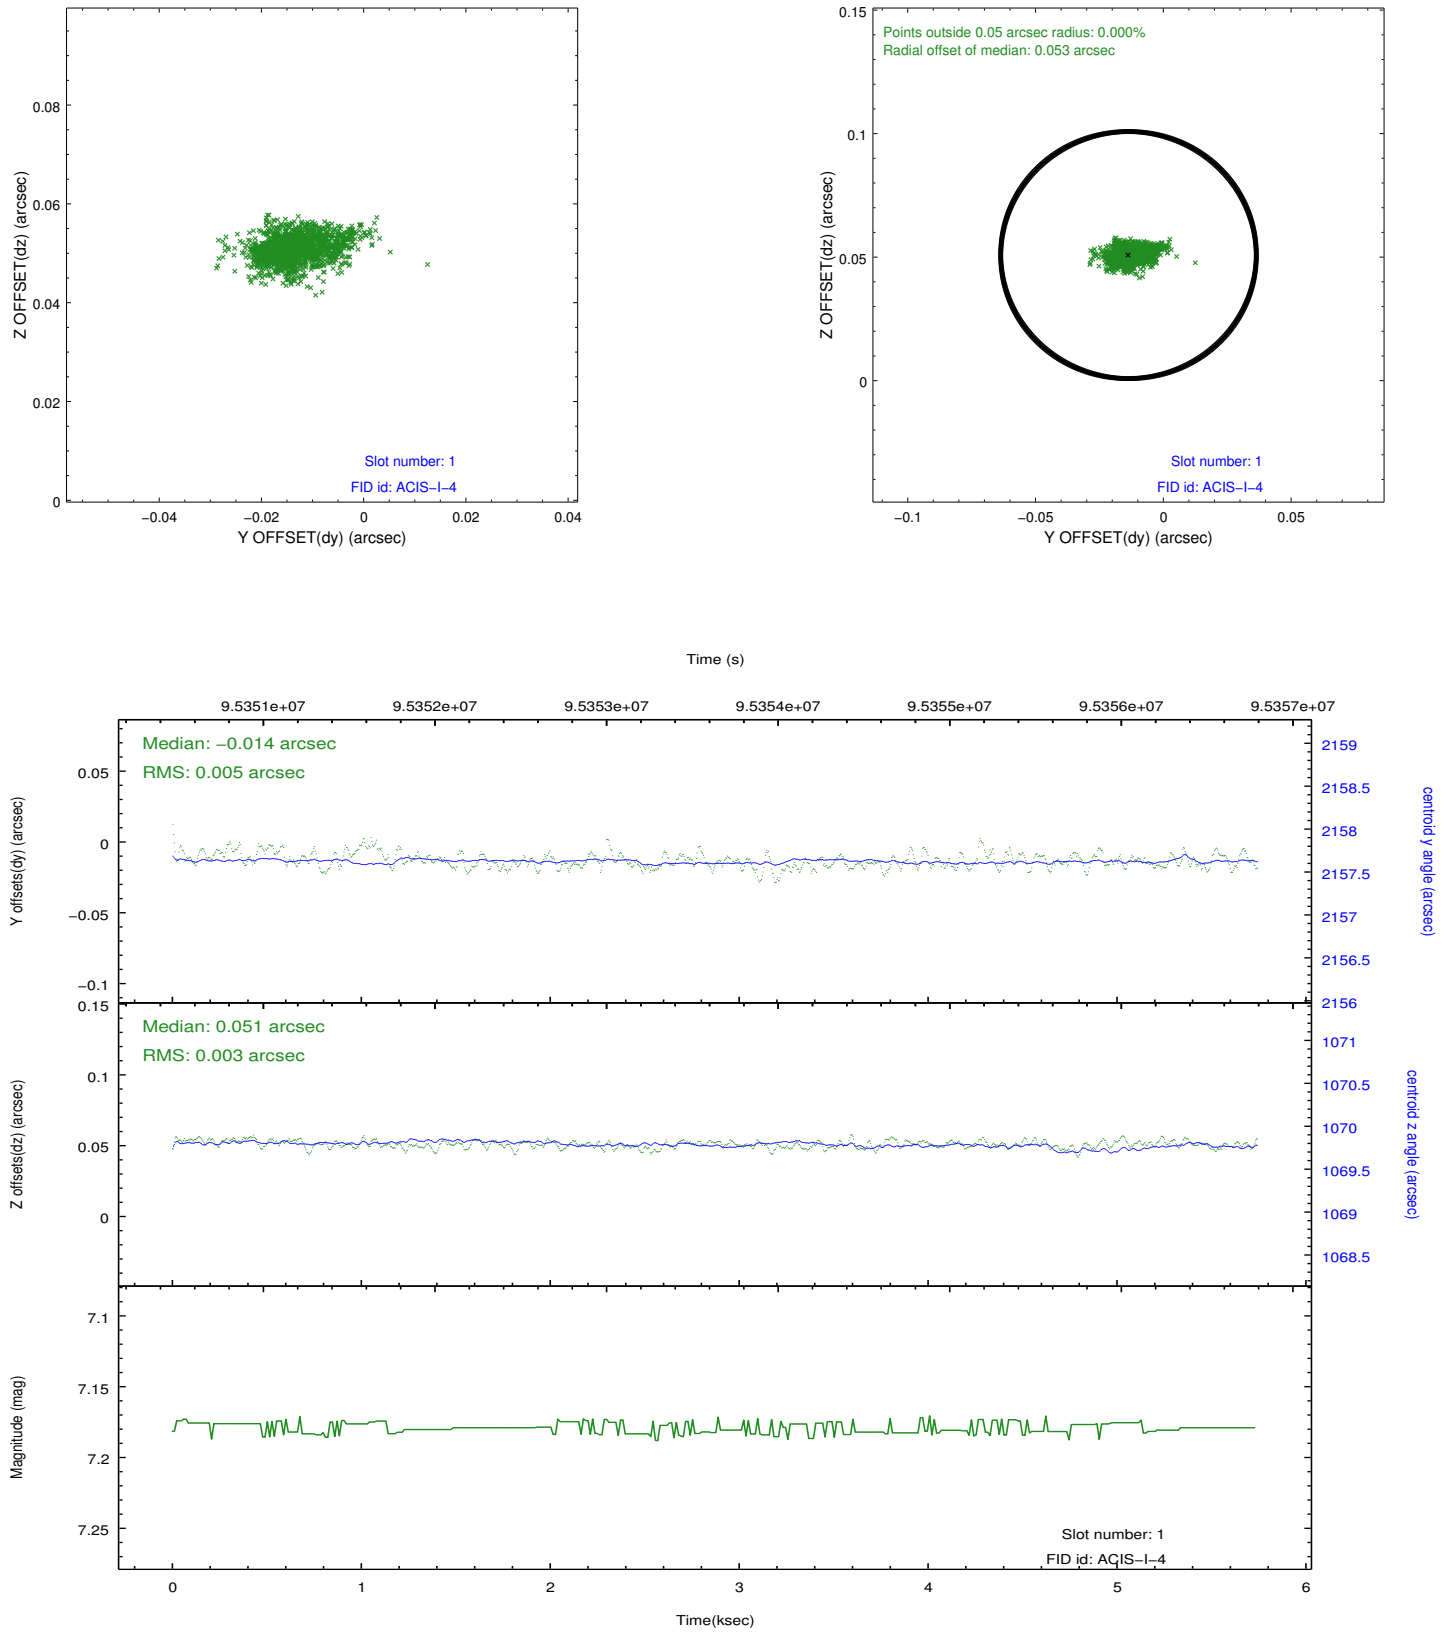 0.08
0.06
0.04
0.02
0
Z OFFSET(dz) (arcsec)
Slot number: 1
FID id: ACIS−I−4
−0.04
−0.02
0
0.02
0.04
Y OFFSET(dy) (arcsec)
0.15
0.1
0.05
0
Z OFFSET(dz) (arcsec)
Points outside 0.05 arcsec radius: 0.000%
Radial offset of median: 0.053 arcsec
Slot number: 1
FID id: ACIS−I−4
−0.1
−0.05
0
0.05
Y OFFSET(dy) (arcsec)
Time (s)
9.5351e+07
9.5352e+07
9.5353e+07
9.5354e+07
9.5355e+07
9.5356e+07
9.5357e+07
Median: −0.014 arcsec
RMS: 0.005 arcsec
0.05
0
−0.05
−0.1
Y offsets(dy) (arcsec)
2159
2158.5
2158
2157.5
2157
2156.5
2156
centroid y angle (arcsec)
Median: 0.051 arcsec
RMS: 0.003 arcsec
0.15
0.1
0.05
0
Z offsets(dz) (arcsec)
1071
1070.5
1070
1069.5
1069
1068.5
centroid z angle (arcsec)
7.1
7.15
7.2
7.25
Magnitude (mag)
Slot number: 1
FID id: ACIS−I−4
0
1
2
3
4
5
6
Time(ksec)